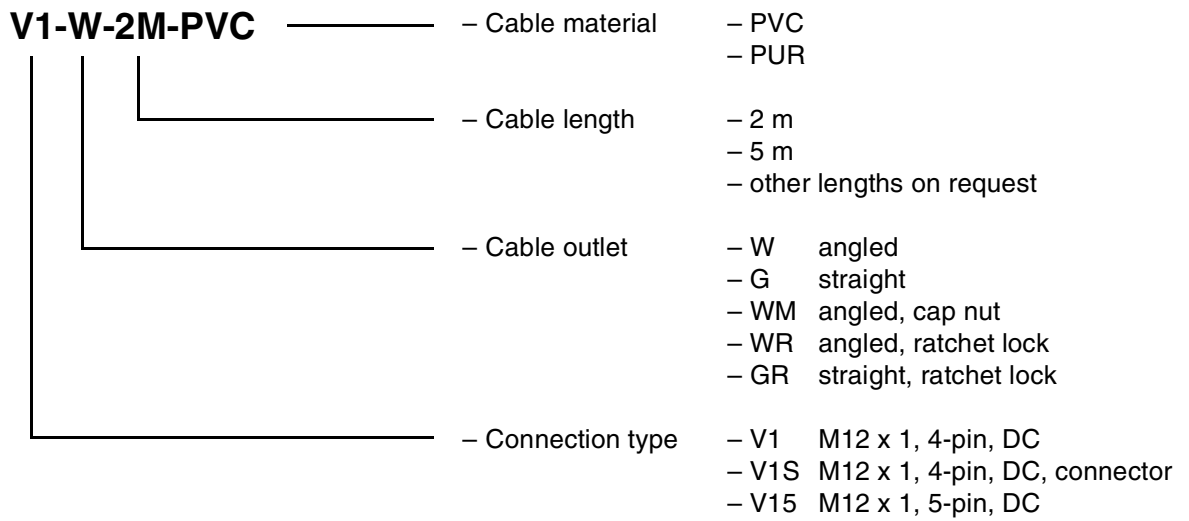 V1-W-2M-PVC – Cable material – PVC
– PUR
– Cable length – 2 m
– 5 m
– other lengths on request
– Cable outlet – W angled
– G straight
– WM angled, cap nut
– WR angled, ratchet lock
– GR straight, ratchet lock
– Connection type – V1 M12 x 1, 4-pin, DC
– V1S M12 x 1, 4-pin, DC, connector
– V15 M12 x 1, 5-pin, DC